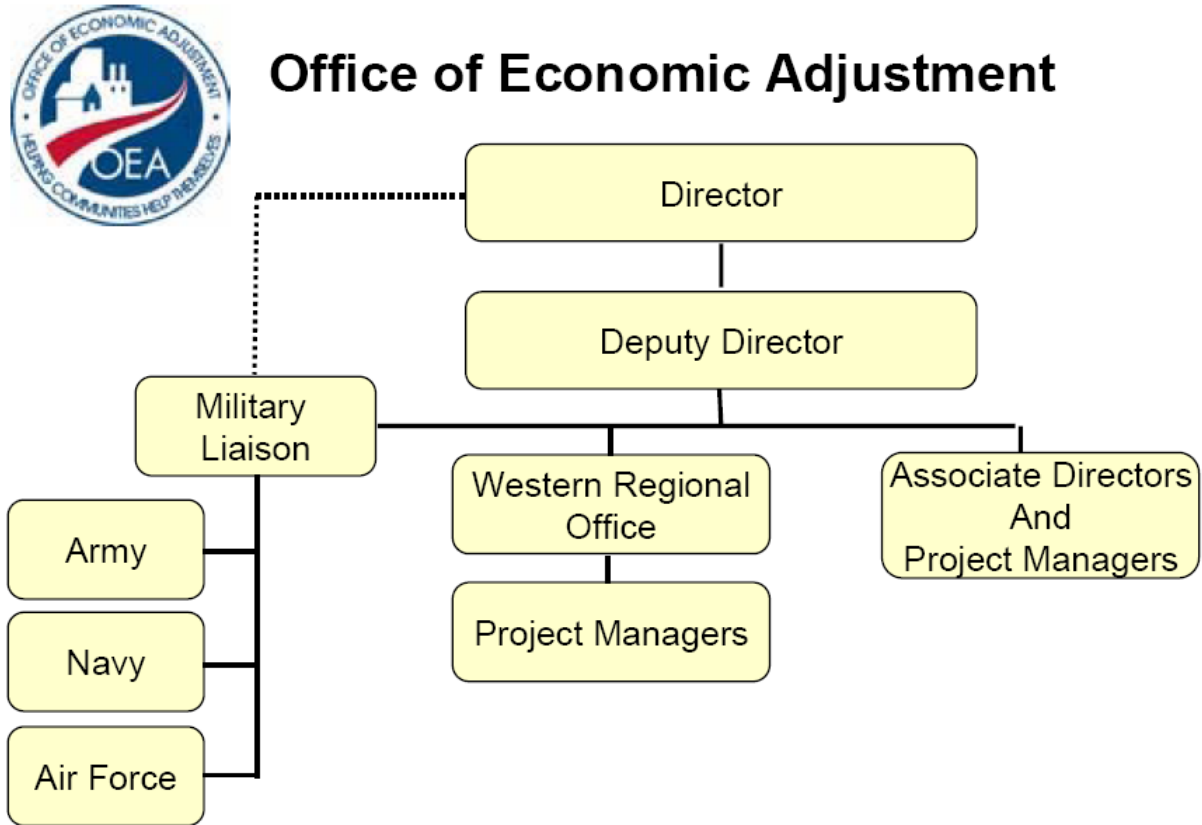 OFFICE OF ECONOMIC ADJUSTMENT
OEA
HELPING COMMUNITIES HELP THEMSELVES
Office of Economic Adjustment
Director
Deputy Director
Military
Liaison
Western Regional
Office
Associate Directors
And
Project Managers
Army
Project Managers
Navy
Air Force